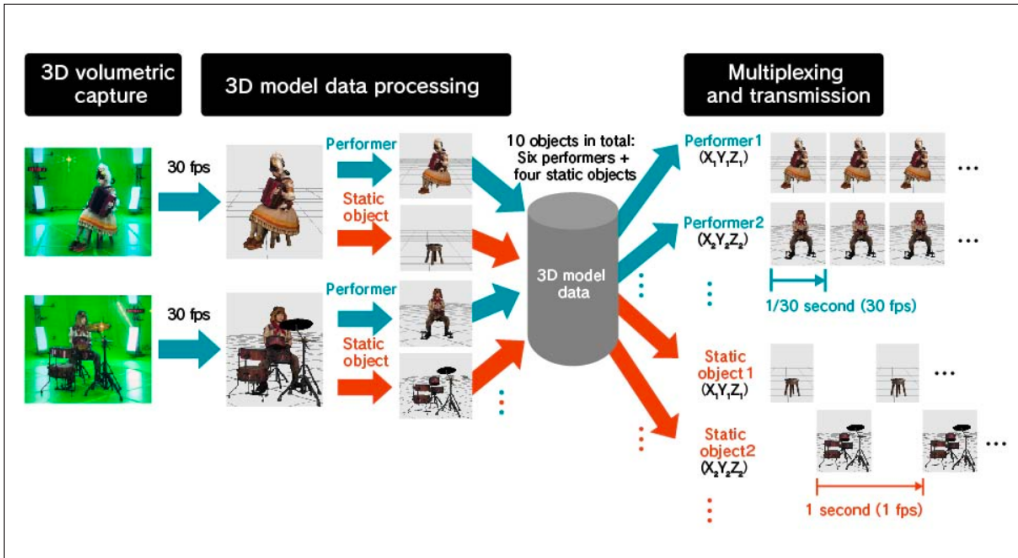 3D volumetric
capture
3D model data processing
Multiplexing
and transmission
30 fps
Performer
Static
object
30 fps
Performer
Static
object
10 objects in total:
Six performers +
four static objects
3D model
data
Performer1
(X₁Y₁Z₁)
...
Performer2
(X₂Y₂Z₂)
...
1/30 second (30 fps)
Static
object1
(X₁Y₁Z₁)
...
Static
object2
(X₂Y₂Z₂)
...
1 second (1 fps)